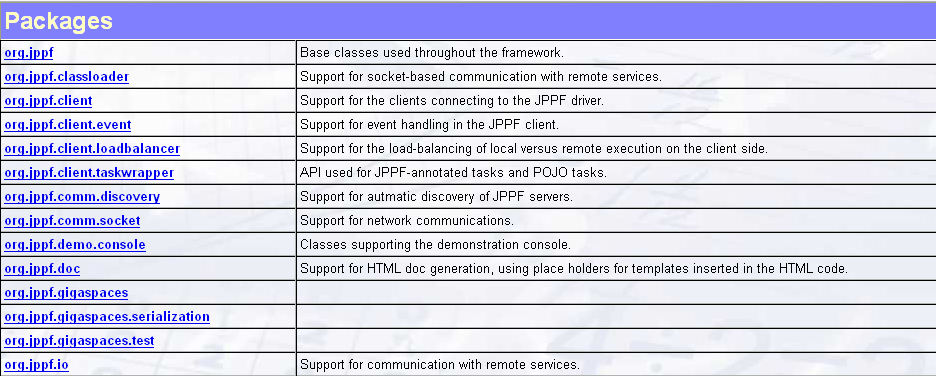 Packages
org.jppf Base classes used throughout the framework.
org.jppf.classloader Support for socket-based communication with remote services.
org.jppf.client Support for the clients connecting to the JPPF driver.
org.jppf.client.event Support for event handling in the JPPF client.
org.jppf.client.loadbalancer Support for the load-balancing of local versus remote execution on the client side.
org.jppf.client.taskwrapper API used for JPPF-annotated tasks and POJO tasks.
org.jppf.comm.discovery Support for autmatic discovery of JPPF servers.
org.jppf.comm.socket Support for network communications.
org.jppf.demo.console Classes supporting the demonstration console.
org.jppf.doc Support for HTML doc generation, using place holders for templates inserted in the HTML code.
org.jppf.gigaspaces
org.jppf.gigaspaces.serialization
org.jppf.gigaspaces.test
org.jppf.io Support for communication with remote services.